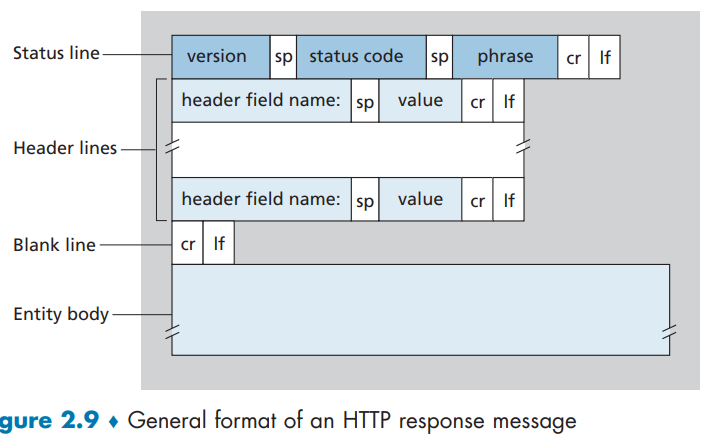 Status line version sp status code sp phrase cr lf
header field name: sp value cr lf
Header lines
header field name: sp value cr lf
Blank line cr lf
Entity body
gure 2.9 ♦ General format of an HTTP response message